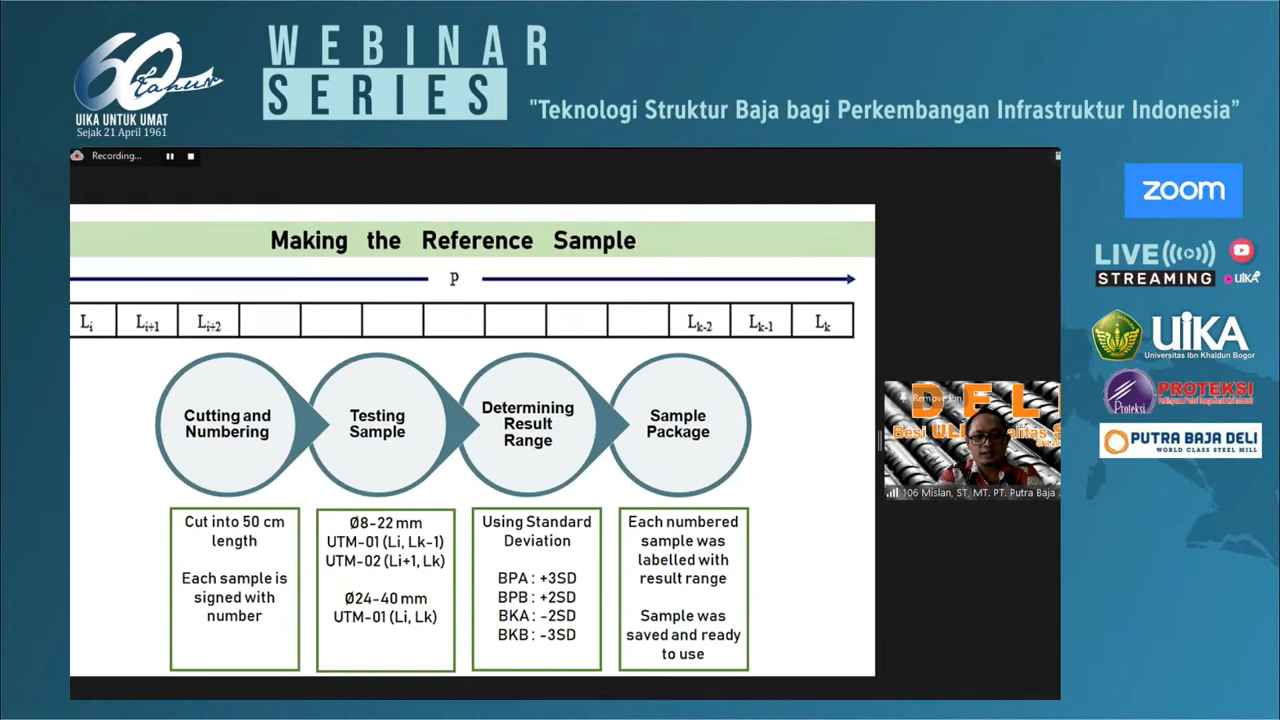 60
Tahun
UIKA UNTUK UMAT
Sejak 21 April 1961
WEBINAR
SERIES
"Teknologi Struktur Baja bagi Perkembangan Infrastruktur Indonesia"
Recording...
Making the Reference Sample
P
Li Li+1 Li+2 Lk-2 Lk-1 Lk
Cutting and
Numbering
Testing
Sample
Determining
Result
Range
Sample
Package
Cut into 50 cm
length
Each sample is
signed with
number
Ø8-22 mm
UTM-01 (Li, Lk-1)
UTM-02 (Li+1, Lk)
Ø24-40 mm
UTM-01 (Li, Lk)
Using Standard
Deviation
BPA : +3SD
BPB : +2SD
BKA : -2SD
BKB : -3SD
Each numbered
sample was
labelled with
result range
Sample was
saved and ready
to use
Remove Pin
DEL
Besi
106 Mislan, ST, MT. PT. Putra Baja
zoom
LIVE
STREAMING
UIKA
UIKA
Universitas Ibn Khaldun Bogor
Proteksi
PROTEKSI
PUTRA BAJA DELI
WORLD CLASS STEEL MILL